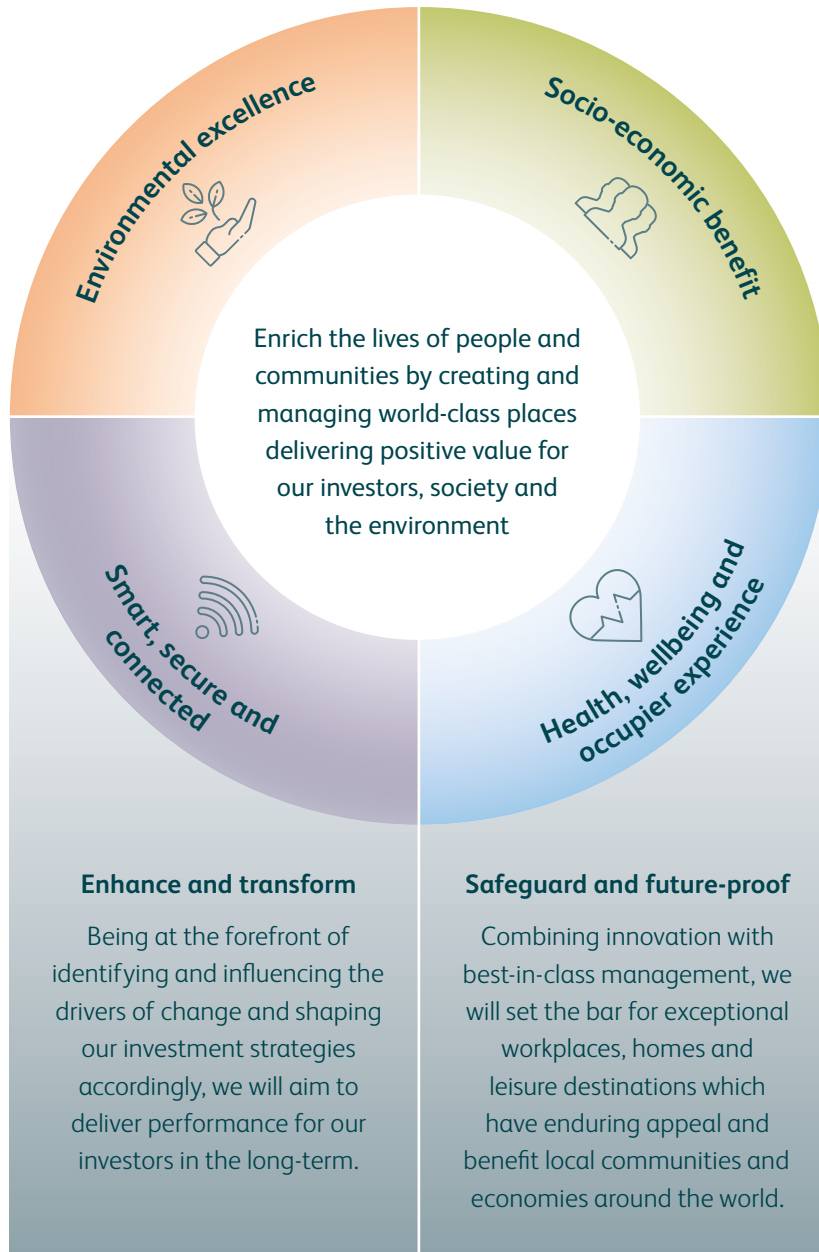 Environmental excellence
Socio-economic benefit
Enrich the lives of people and
communities by creating and
managing world-class places
delivering positive value for
our investors, society and
the environment
Smart, secure and
connected
Health, wellbeing and
occupier experience
Enhance and transform
Being at the forefront of
identifying and influencing the
drivers of change and shaping
our investment strategies
accordingly, we will aim to
deliver performance for our
investors in the long-term.
Safeguard and future-proof
Combining innovation with
best-in-class management, we
will set the bar for exceptional
workplaces, homes and
leisure destinations which
have enduring appeal and
benefit local communities and
economies around the world.